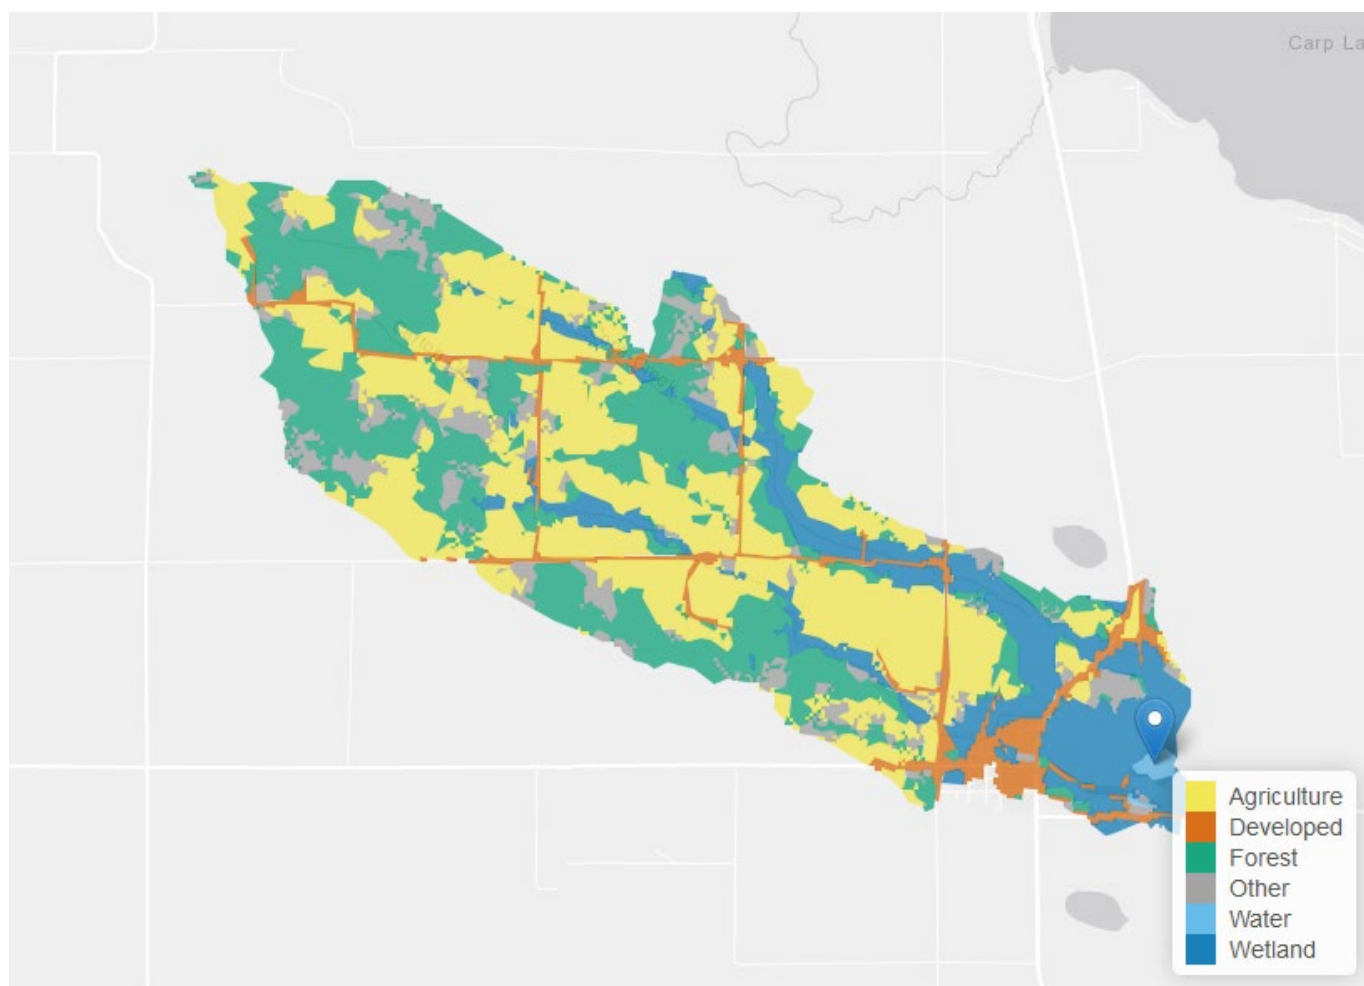 Carp La
Agriculture
Developed
Forest
Other
Water
Wetland